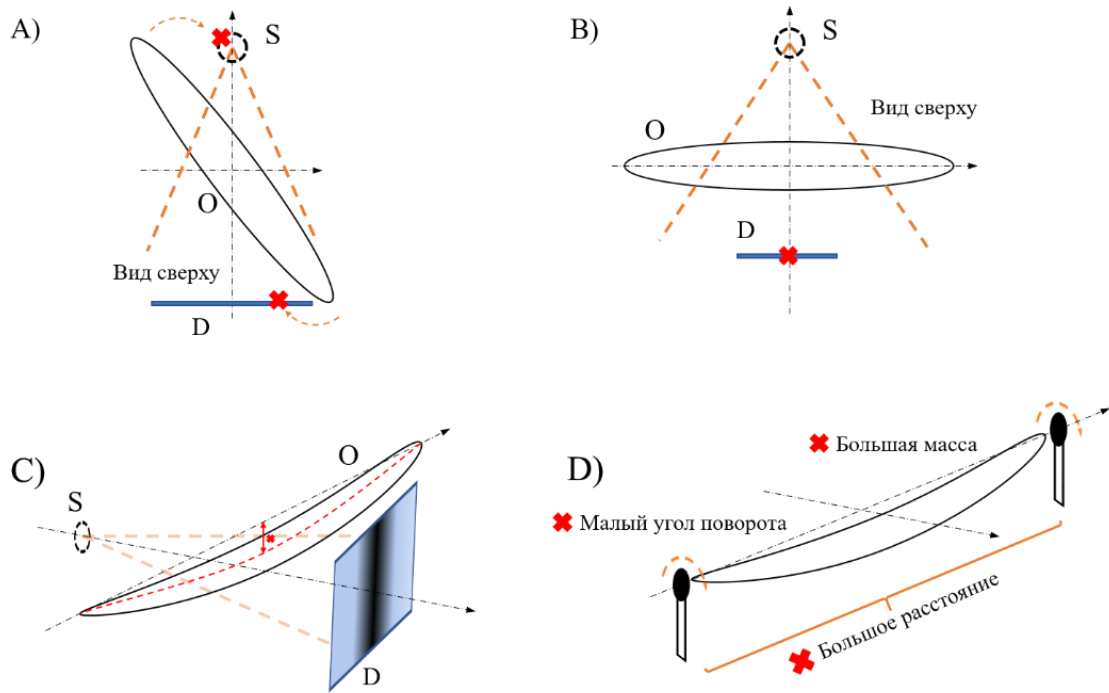 A)
S
O
Вид сверху
D
B)
S
Вид сверху
O
D
C)
S
O
D
D)
Большая масса
Малый угол поворота
Большое расстояние